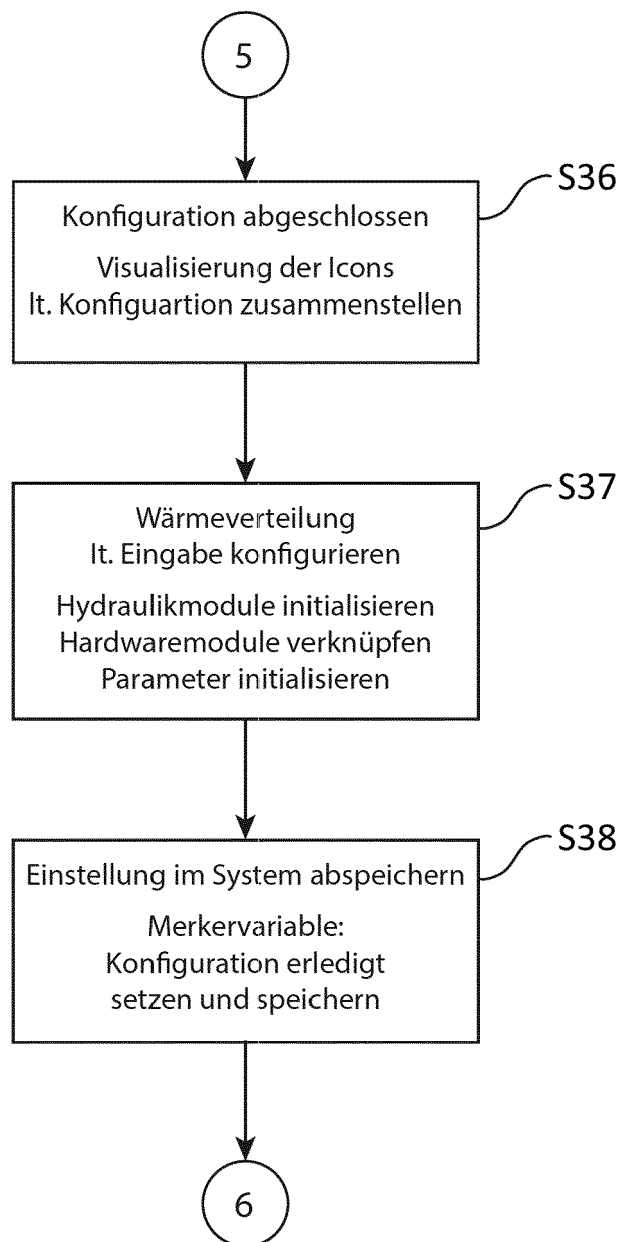 5
S36
Konfiguration abgeschlossen
Visualisierung der Icons
lt. Konfiguartion zusammenstellen
S37
Wärmeverteilung
lt. Eingabe konfigurieren
Hydraulikmodule initialisieren
Hardwaremodule verknüpfen
Parameter initialisieren
S38
Einstellung im System abspeichern
Merkervariable:
Konfiguration erledigt
setzen und speichern
6